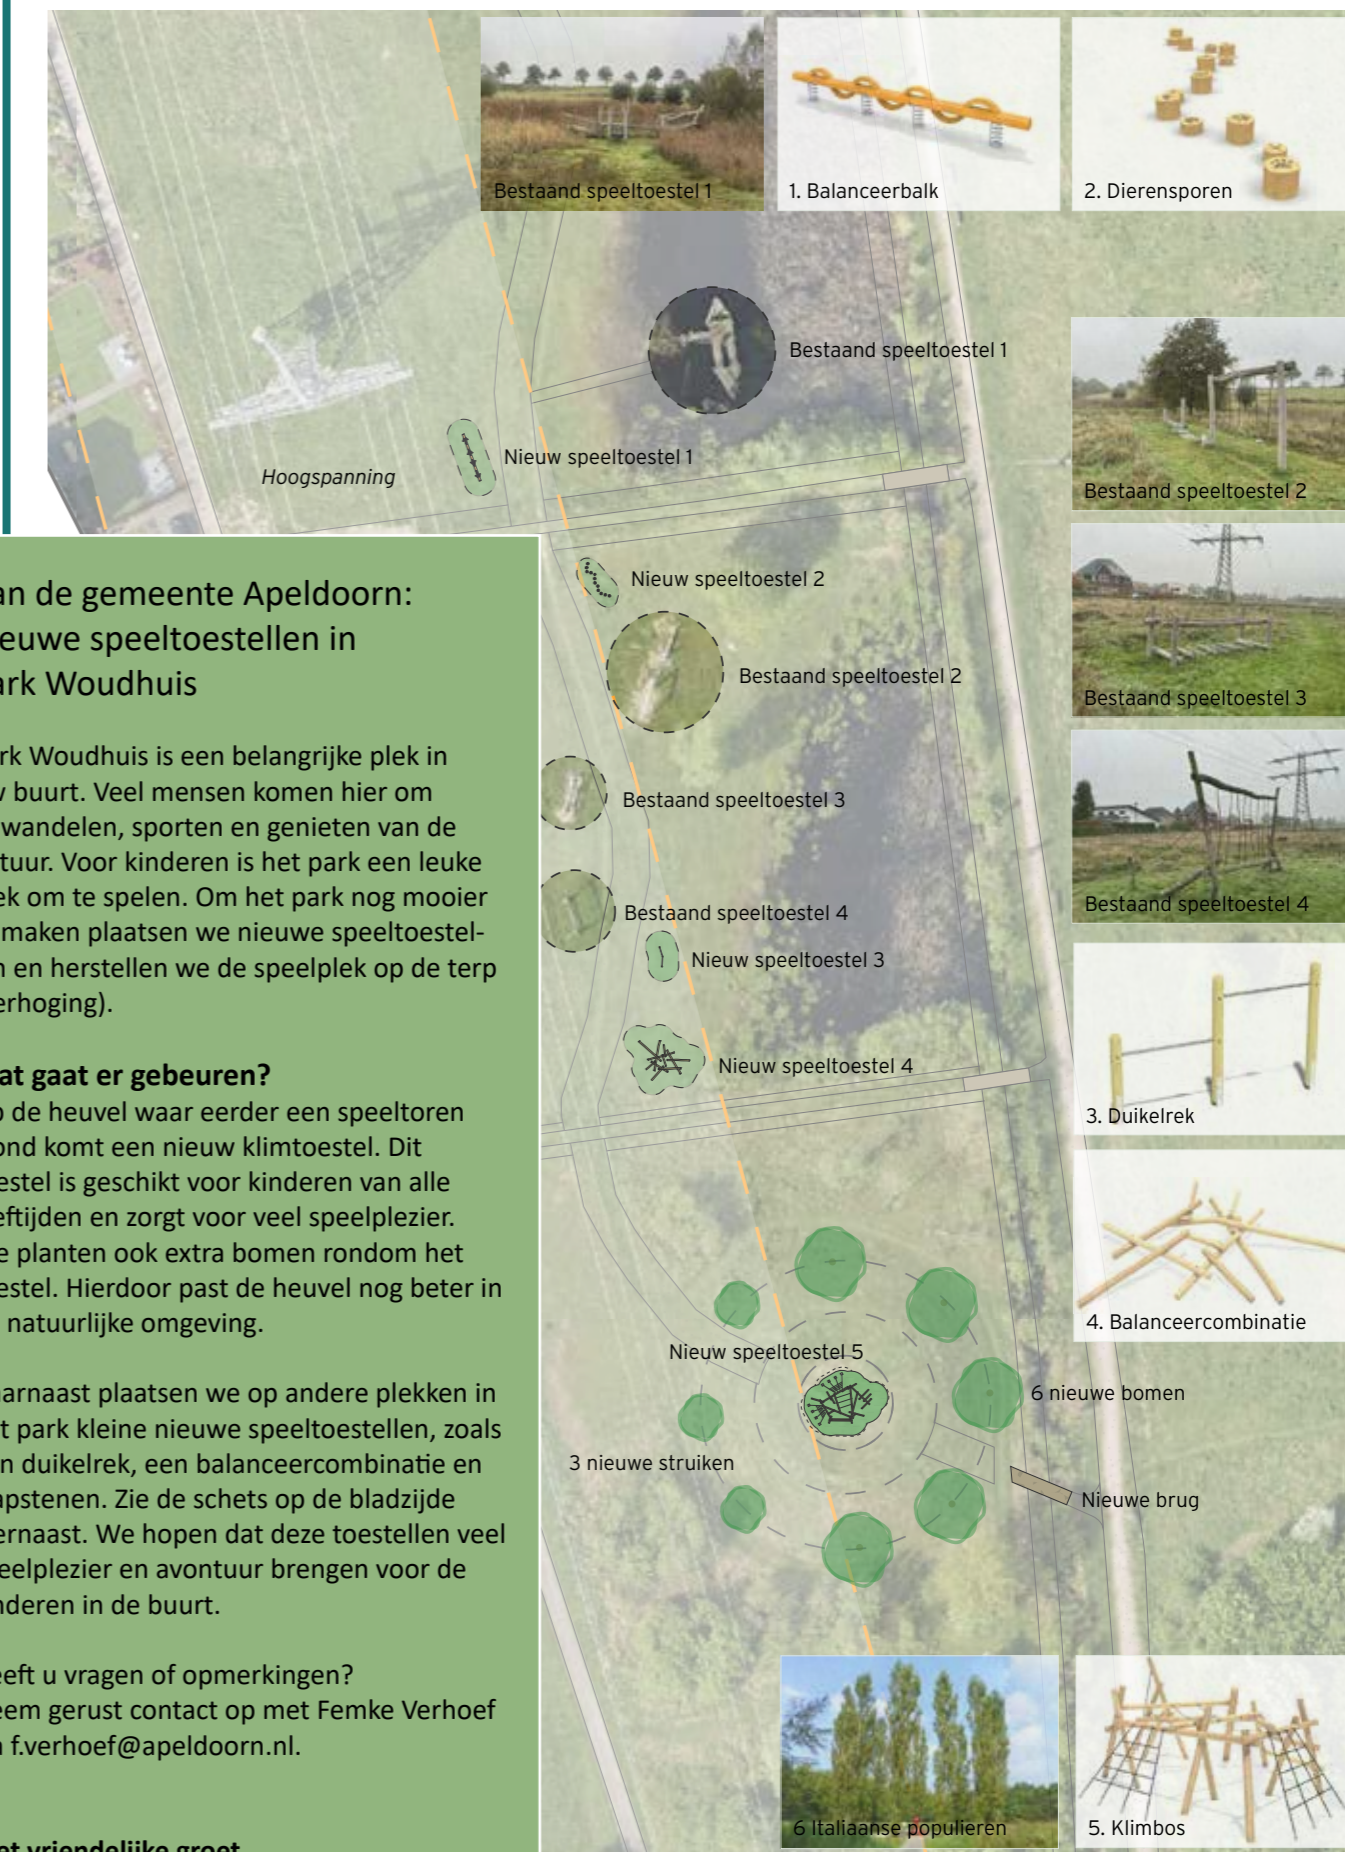 Bestaand speeltoestel 1
1. Balanceerbalk
2. Dierensporen
Bestaand speeltoestel 1
Nieuw speeltoestel 1
Hoogspanning
Bestaand speeltoestel 2
Nieuw speeltoestel 2
Bestaand speeltoestel 2
Bestaand speeltoestel 3
Bestaand speeltoestel 3
Bestaand speeltoestel 4
Bestaand speeltoestel 4
Nieuw speeltoestel 3
Nieuw speeltoestel 4
3. Duikelrek
4. Balanceercombinatie
Nieuw speeltoestel 5
6 nieuwe bomen
3 nieuwe struiken
Nieuwe brug
6 Italiaanse populieren
5. Klimbos
an de gemeente Apeldoorn:
ieuwe speeltoestellen in
ark Woudhuis
rk Woudhuis is een belangrijke plek in
w buurt. Veel mensen komen hier om
wandelen, sporten en genieten van de
tuur. Voor kinderen is het park een leuke
ek om te spelen. Om het park nog mooier
maken plaatsen we nieuwe speeltoestel-
n en herstellen we de speelplek op de terp
erhoging).
at gaat er gebeuren?
p de heuvel waar eerder een speeltoren
ond komt een nieuw klimtoestel. Dit
estel is geschikt voor kinderen van alle
eftijden en zorgt voor veel speelplezier.
e planten ook extra bomen rondom het
estel. Hierdoor past de heuvel nog beter in
natuurlijke omgeving.
aarnaast plaatsen we op andere plekken in
t park kleine nieuwe speeltoestellen, zoals
n duikelrek, een balanceercombinatie en
apstenen. Zie de schets op de bladzijde
ernaast. We hopen dat deze toestellen veel
eelplezier en avontuur brengen voor de
nderen in de buurt.
eeft u vragen of opmerkingen?
eem gerust contact op met Femke Verhoef
n f.verhoef@apeldoorn.nl.
et vriendelijke groet